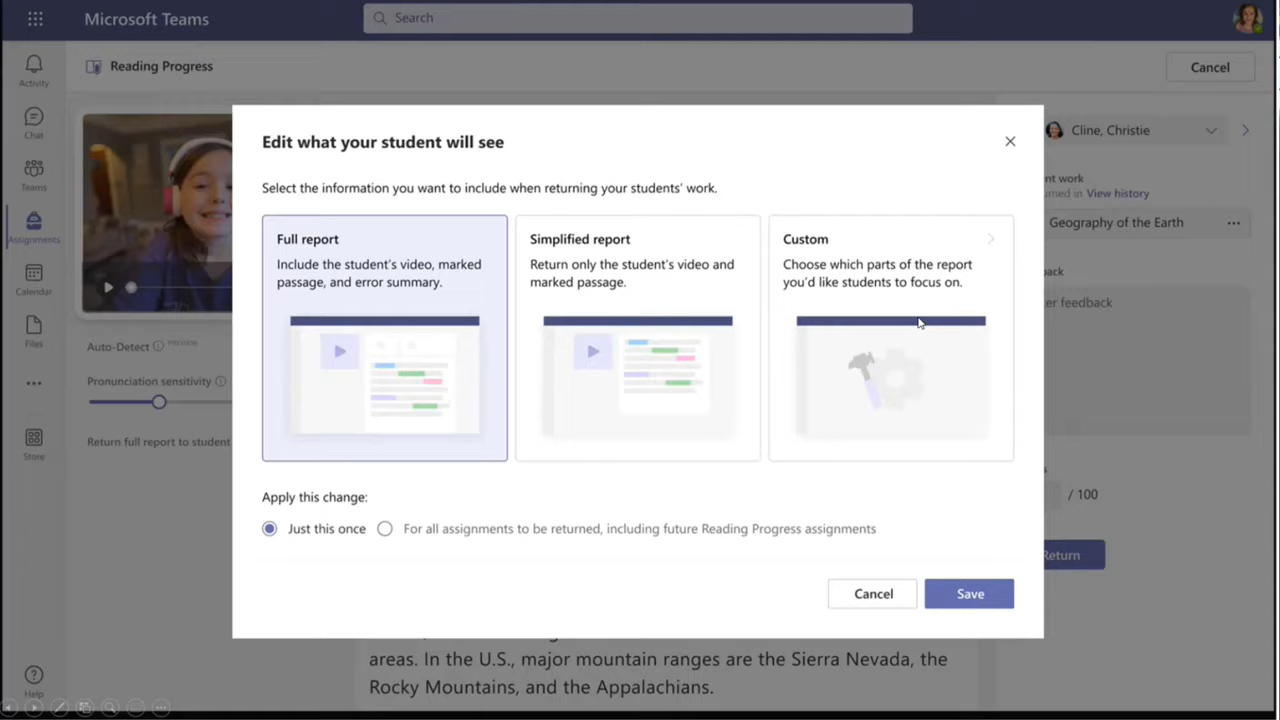 Microsoft Teams
Search
Reading Progress
Cancel
Activity
Chat
Teams
Assignments
Calendar
Files
Store
Help
Auto-Detect
Preview
Pronunciation sensitivity
Return full report to student
Edit what your student will see
Select the information you want to include when returning your students' work.
Full report
Include the student's video, marked
passage, and error summary.
Simplified report
Return only the student's video and
marked passage.
Custom
Choose which parts of the report
you'd like students to focus on.
Apply this change:
Just this once
For all assignments to be returned, including future Reading Progress assignments
Cancel
Save
Cline, Christie
work
View history
Geography of the Earth
feedback
/ 100
Return
areas. In the U.S., major mountain ranges are the Sierra Nevada, the
Rocky Mountains, and the Appalachians.